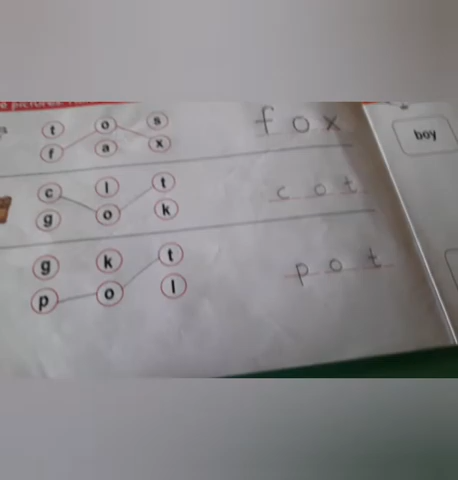 t o s
f a x
fox
boy
c l t
g o k
cot
g k t
p o l
pot